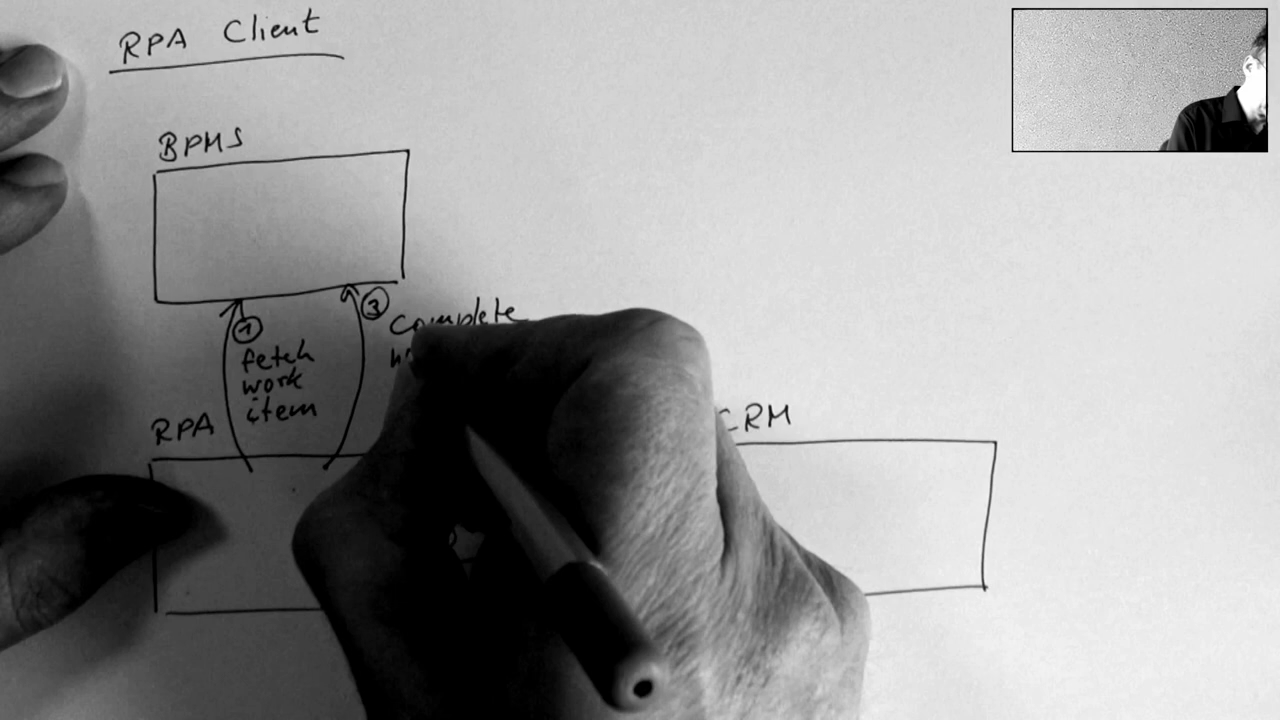 RPA Client
BPMS
① ③ complete
fetch
work
item
RPA
CRM